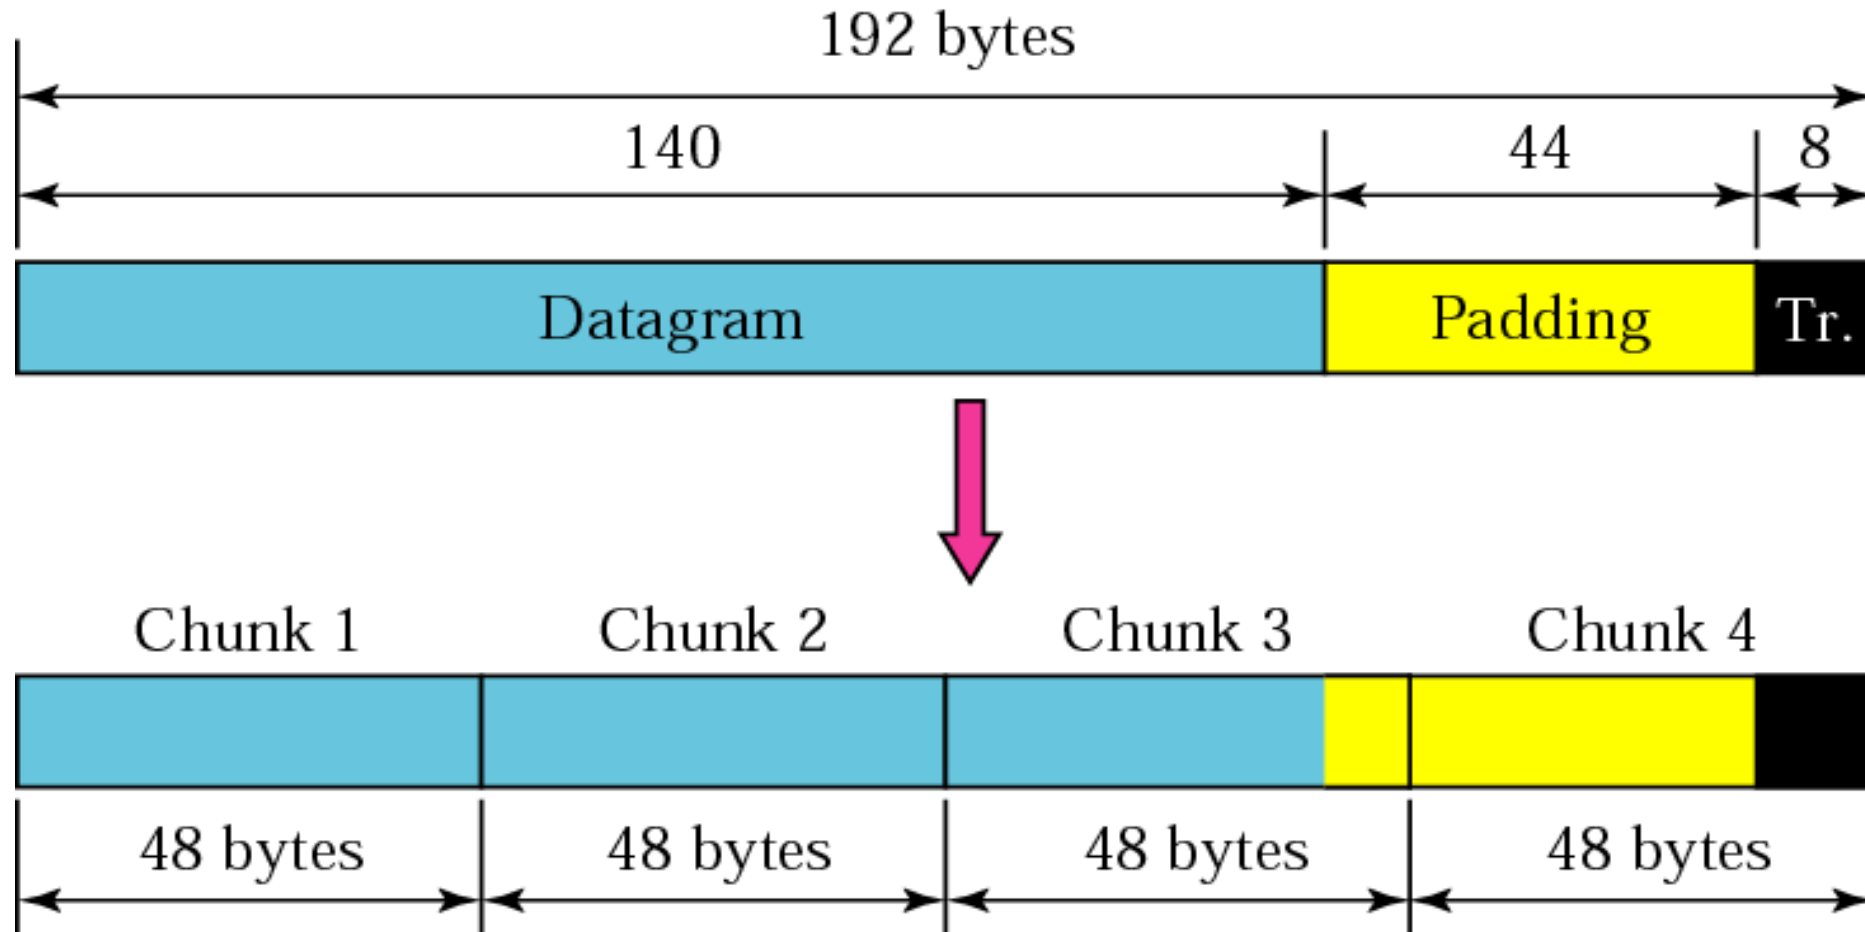 192 bytes
140 44 8
Datagram Padding Tr.
Chunk 1 Chunk 2 Chunk 3 Chunk 4
48 bytes 48 bytes 48 bytes 48 bytes